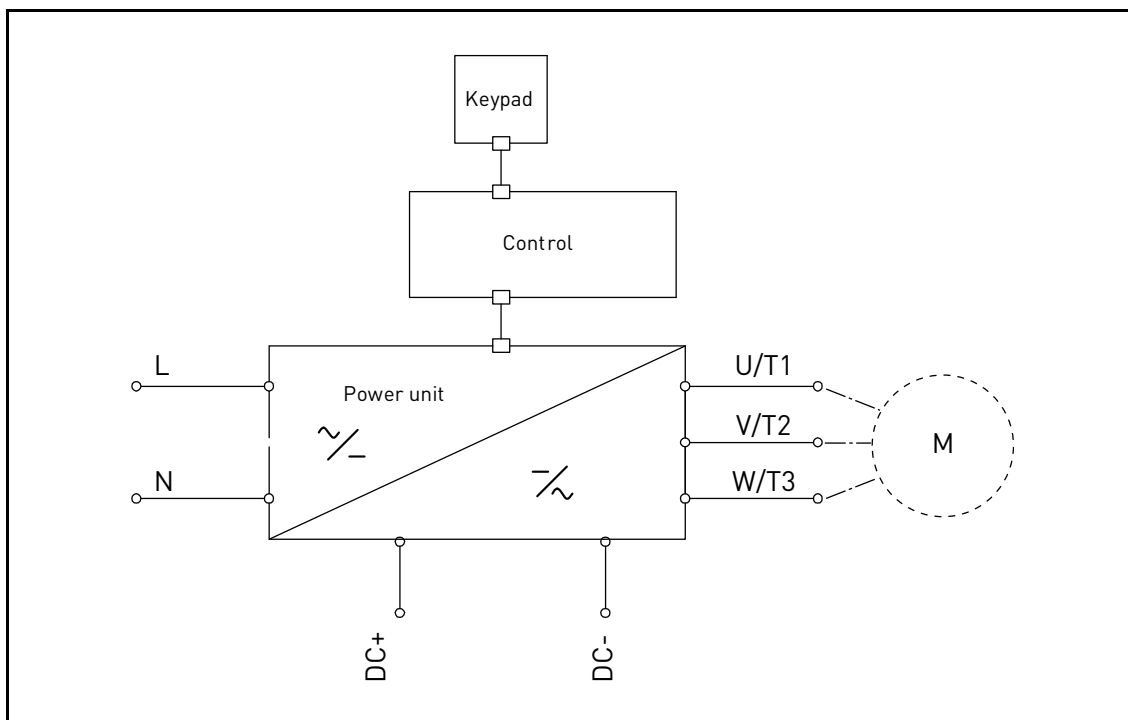 Keypad
Control
L
Power unit
N
U/T1
V/T2
W/T3
M
DC+
DC-